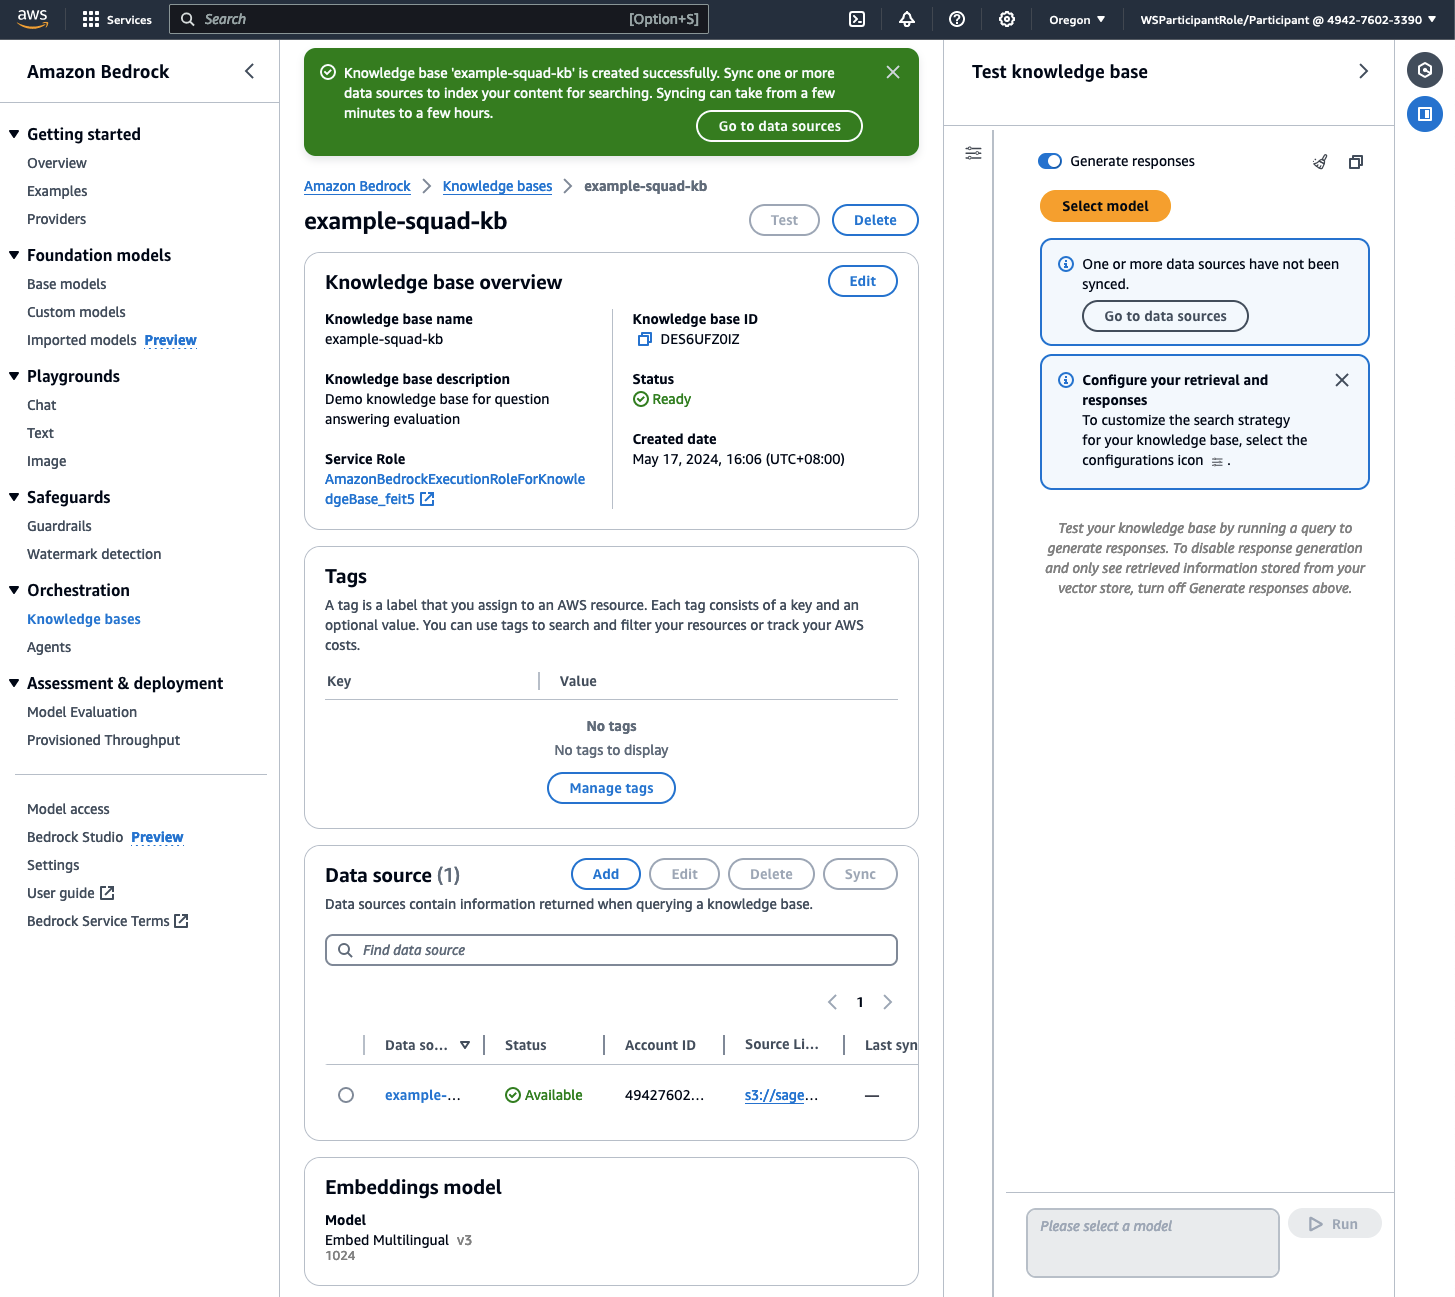 aws
Services
Search
[Option+S]
Oregon
WSParticipantRole/Participant @ 4942-7602-3390
Amazon Bedrock
Getting started
Overview
Examples
Providers
Foundation models
Base models
Custom models
Imported models Preview
Playgrounds
Chat
Text
Image
Safeguards
Guardrails
Watermark detection
Orchestration
Knowledge bases
Agents
Assessment & deployment
Model Evaluation
Provisioned Throughput
Model access
Bedrock Studio Preview
Settings
User guide
Bedrock Service Terms
Knowledge base 'example-squad-kb' is created successfully. Sync one or more
data sources to index your content for searching. Syncing can take from a few
minutes to a few hours.
Go to data sources
Amazon Bedrock
Knowledge bases
example-squad-kb
example-squad-kb
Test
Delete
Knowledge base overview
Edit
Knowledge base name
example-squad-kb
Knowledge base description
Demo knowledge base for question
answering evaluation
Service Role
AmazonBedrockExecutionRoleForKnowle
dgeBase_feit5
Knowledge base ID
DES6UFZ0IZ
Status
Ready
Created date
May 17, 2024, 16:06 (UTC+08:00)
Tags
A tag is a label that you assign to an AWS resource. Each tag consists of a key and an
optional value. You can use tags to search and filter your resources or track your AWS
costs.
Key
Value
No tags
No tags to display
Manage tags
Data source (1)
Add
Edit
Delete
Sync
Data sources contain information returned when querying a knowledge base.
Find data source
1
Data so...
Status
Account ID
Source Li...
Last syn
example-...
Available
49427602...
s3://sage...
—
Embeddings model
Model
Embed Multilingual v3
1024
Test knowledge base
Generate responses
Select model
One or more data sources have not been
synced.
Go to data sources
Configure your retrieval and
responses
To customize the search strategy
for your knowledge base, select the
configurations icon .
Test your knowledge base by running a query to
generate responses. To disable response generation
and only see retrieved information stored from your
vector store, turn off Generate responses above.
Please select a model
Run